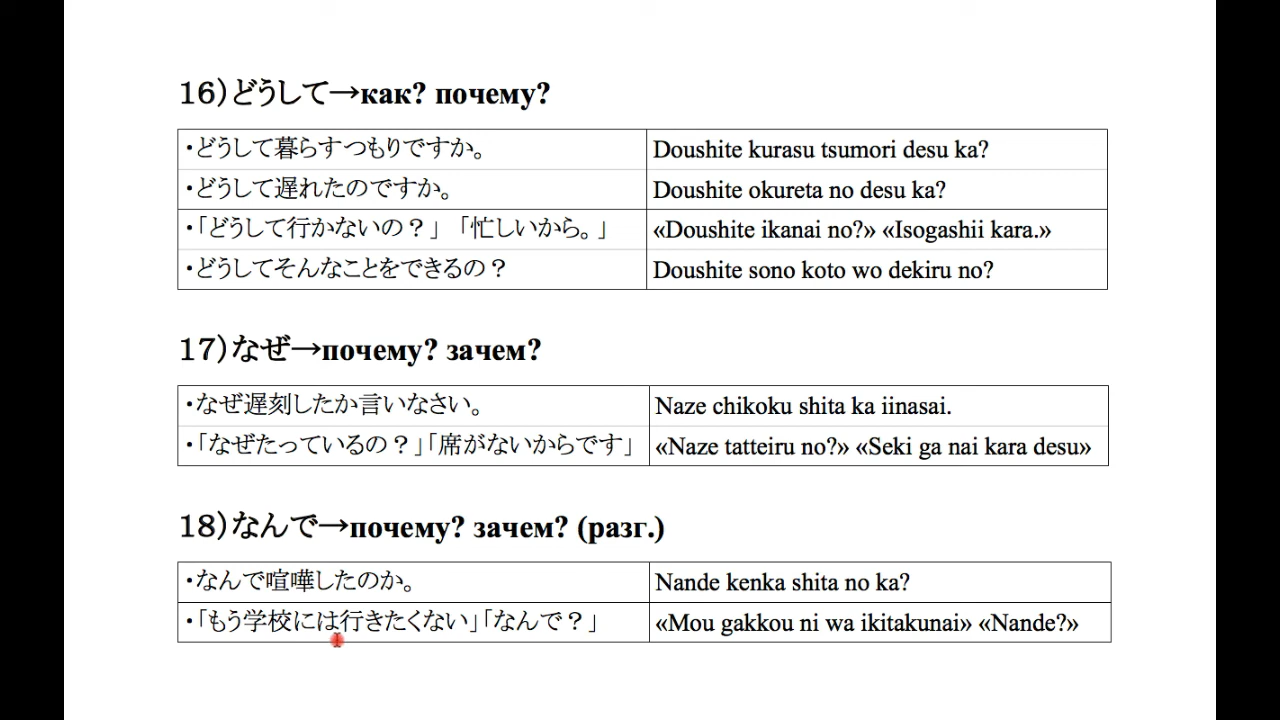 16)どうして→как? почему?
・どうして暮らすつもりですか。 Doushite kurasu tsumori desu ka?
・どうして遅れたのですか。 Doushite okureta no desu ka?
・「どうして行かないの？」 「忙しいから。」 «Doushite ikanai no?» «Isogashii kara.»
・どうしてそんなことをできるの？ Doushite sono koto wo dekiru no?
17)なぜ→почему? зачем?
・なぜ遅刻したか言いなさい。 Naze chikoku shita ka iinasai.
・「なぜたっているの？」「席がないからです」 «Naze tatteiru no?» «Seki ga nai kara desu»
18)なんで→почему? зачем? (разг.)
・なんで喧嘩したのか。 Nande kenka shita no ka?
・「もう学校には行きたくない」「なんで？」 «Mou gakkou ni wa ikitakunai» «Nande?»